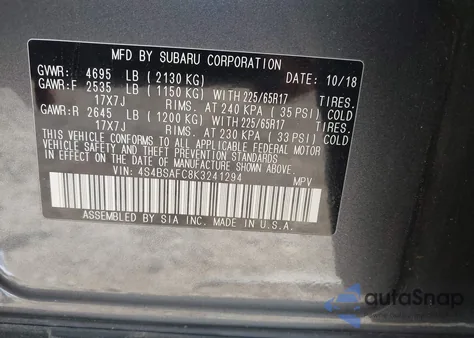 MFD BY SUBARU CORPORATION
GVWR: 4695 LB (2130 KG) DATE: 10/18
GAWR:F 2535 LB (1150 KG) WITH 225/65R17 TIRES.
17X7J RIMS. AT 240 KPA (35 PSI) COLD
GAWR:R 2645 LB (1200 KG) WITH 225/65R17 TIRES.
17X7J RIMS. AT 230 KPA (33 PSI) COLD
THIS VEHICLE CONFORMS TO ALL APPLICABLE FEDERAL MOTOR
VEHICLE SAFETY AND THEFT PREVENTION STANDARDS IN EFFECT
ON THE DATE OF MANUFACTURE SHOWN ABOVE.
VIN: 4S4BSAFC8K3241294 MPV
ASSEMBLED BY SIA INC. MADE IN U.S.A.
autoSnap